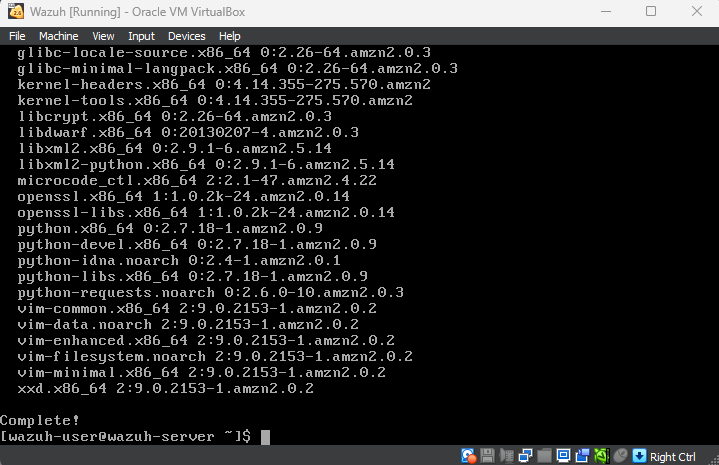 Wazuh [Running] - Oracle VM VirtualBox
File Machine View Input Devices Help
glibc-locale-source.x86_64 0:2.26-64.amzn2.0.3
glibc-minimal-langpack.x86_64 0:2.26-64.amzn2.0.3
kernel-headers.x86_64 0:4.14.355-275.570.amzn2
kernel-tools.x86_64 0:4.14.355-275.570.amzn2
libcrypt.x86_64 0:2.26-64.amzn2.0.3
libdwarf.x86_64 0:20130207-4.amzn2.0.3
libxml2.x86_64 0:2.9.1-6.amzn2.5.14
libxml2-python.x86_64 0:2.9.1-6.amzn2.5.14
microcode_ctl.x86_64 2:2.1-47.amzn2.4.22
openssl.x86_64 1:1.0.2k-24.amzn2.0.14
openssl-libs.x86_64 1:1.0.2k-24.amzn2.0.14
python.x86_64 0:2.7.18-1.amzn2.0.9
python-devel.x86_64 0:2.7.18-1.amzn2.0.9
python-idna.noarch 0:2.4-1.amzn2.0.1
python-libs.x86_64 0:2.7.18-1.amzn2.0.9
python-requests.noarch 0:2.6.0-10.amzn2.0.3
vim-common.x86_64 2:9.0.2153-1.amzn2.0.2
vim-data.noarch 2:9.0.2153-1.amzn2.0.2
vim-enhanced.x86_64 2:9.0.2153-1.amzn2.0.2
vim-filesystem.noarch 2:9.0.2153-1.amzn2.0.2
vim-minimal.x86_64 2:9.0.2153-1.amzn2.0.2
xxd.x86_64 2:9.0.2153-1.amzn2.0.2
Complete!
[wazuh-user@wazuh-server ~]$
Right Ctrl